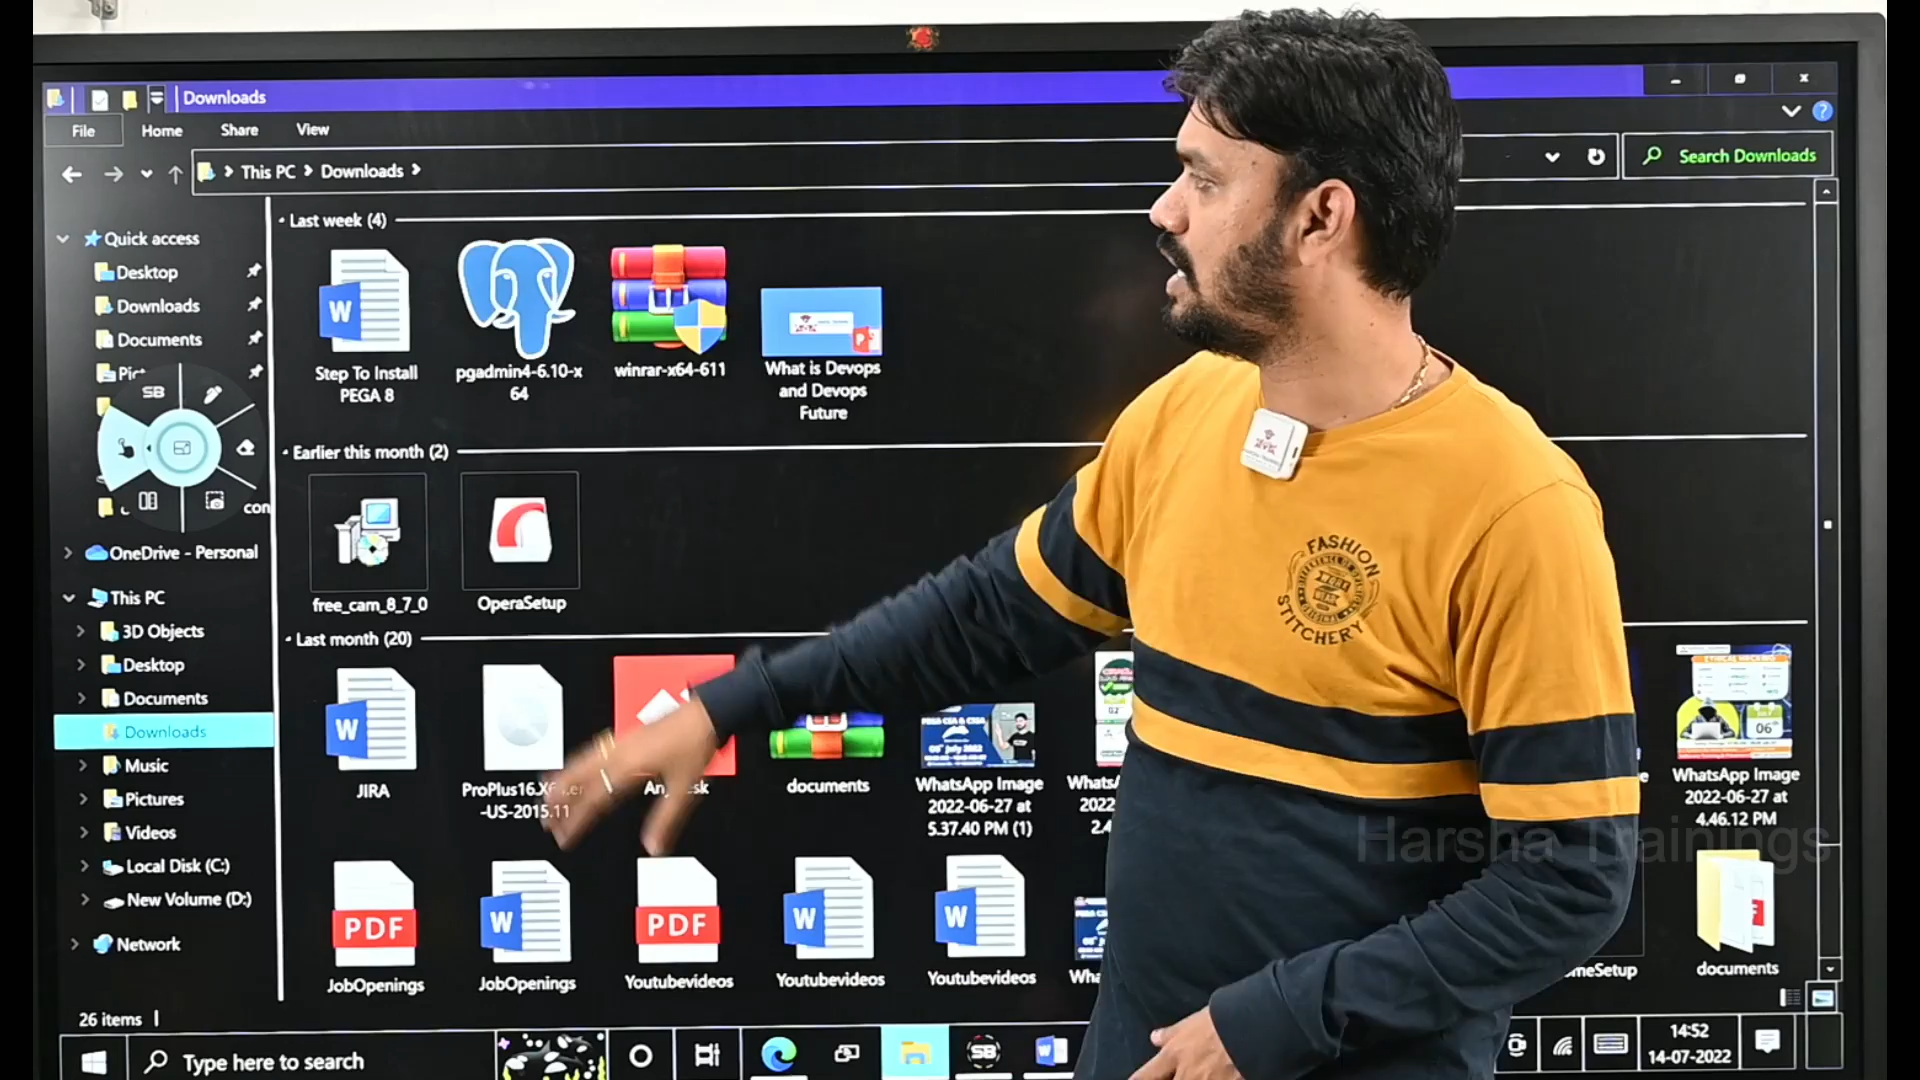 Downloads
File Home Share View
This PC Downloads
Search Downloads
Quick access
Desktop
Downloads
Documents
SB
con
OneDrive - Personal
This PC
3D Objects
Desktop
Documents
Downloads
Music
Pictures
Videos
Local Disk (C:)
New Volume (D:)
Network
26 items
Last week (4)
Step To Install
PEGA 8
pgadmin4-6.10-x
64
winrar-x64-611
What is Devops
and Devops
Future
Earlier this month (2)
free_cam_8_7_0
OperaSetup
Last month (20)
JIRA
-US-2015.11
documents
WhatsApp Image
2022-06-27 at
5.37.40 PM (1)
WhatsApp Image
2022-06-27 at
4.46.12 PM
PDF
JobOpenings
JobOpenings
PDF
Youtubevideos
Youtubevideos
Youtubevideos
documents
FASHION
STITCHERY
Harsha Trainings
Type here to search
SB
14:52
14-07-2022